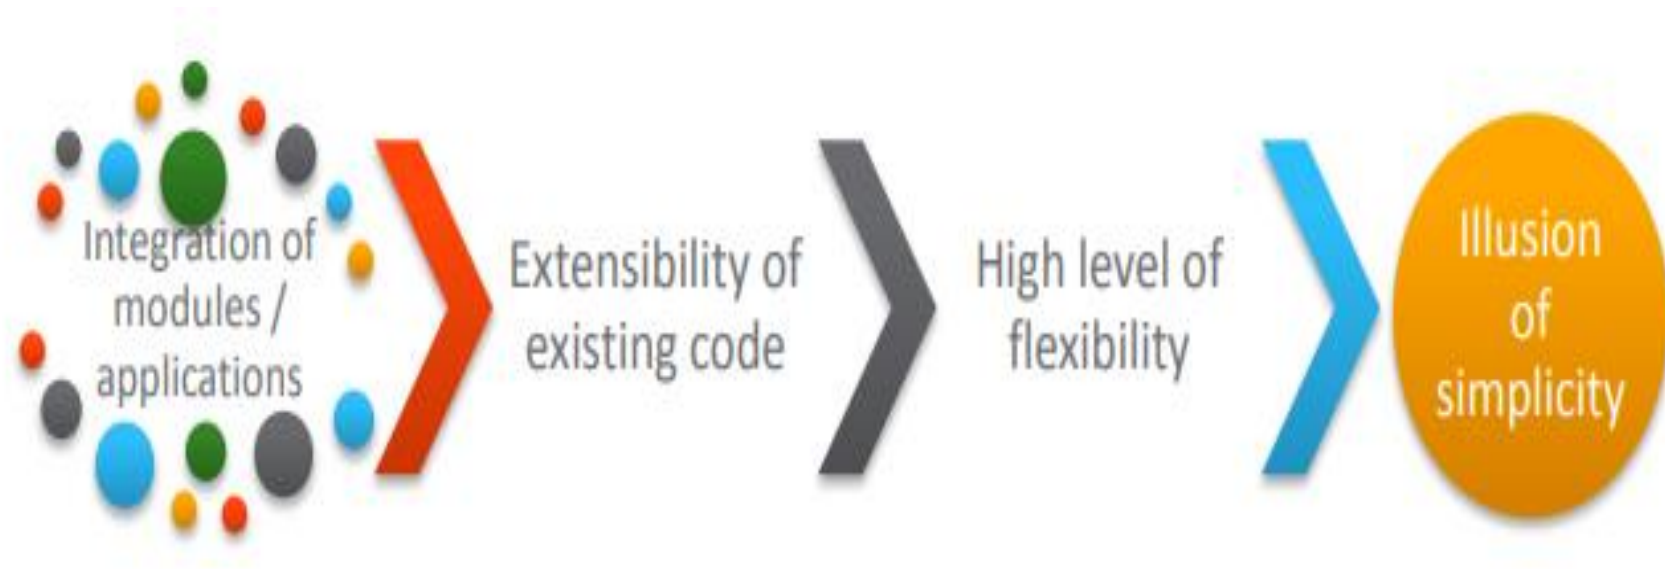 Integration of
modules /
applications
Extensibility of
existing code
High level of
flexibility
Illusion
of
simplicity